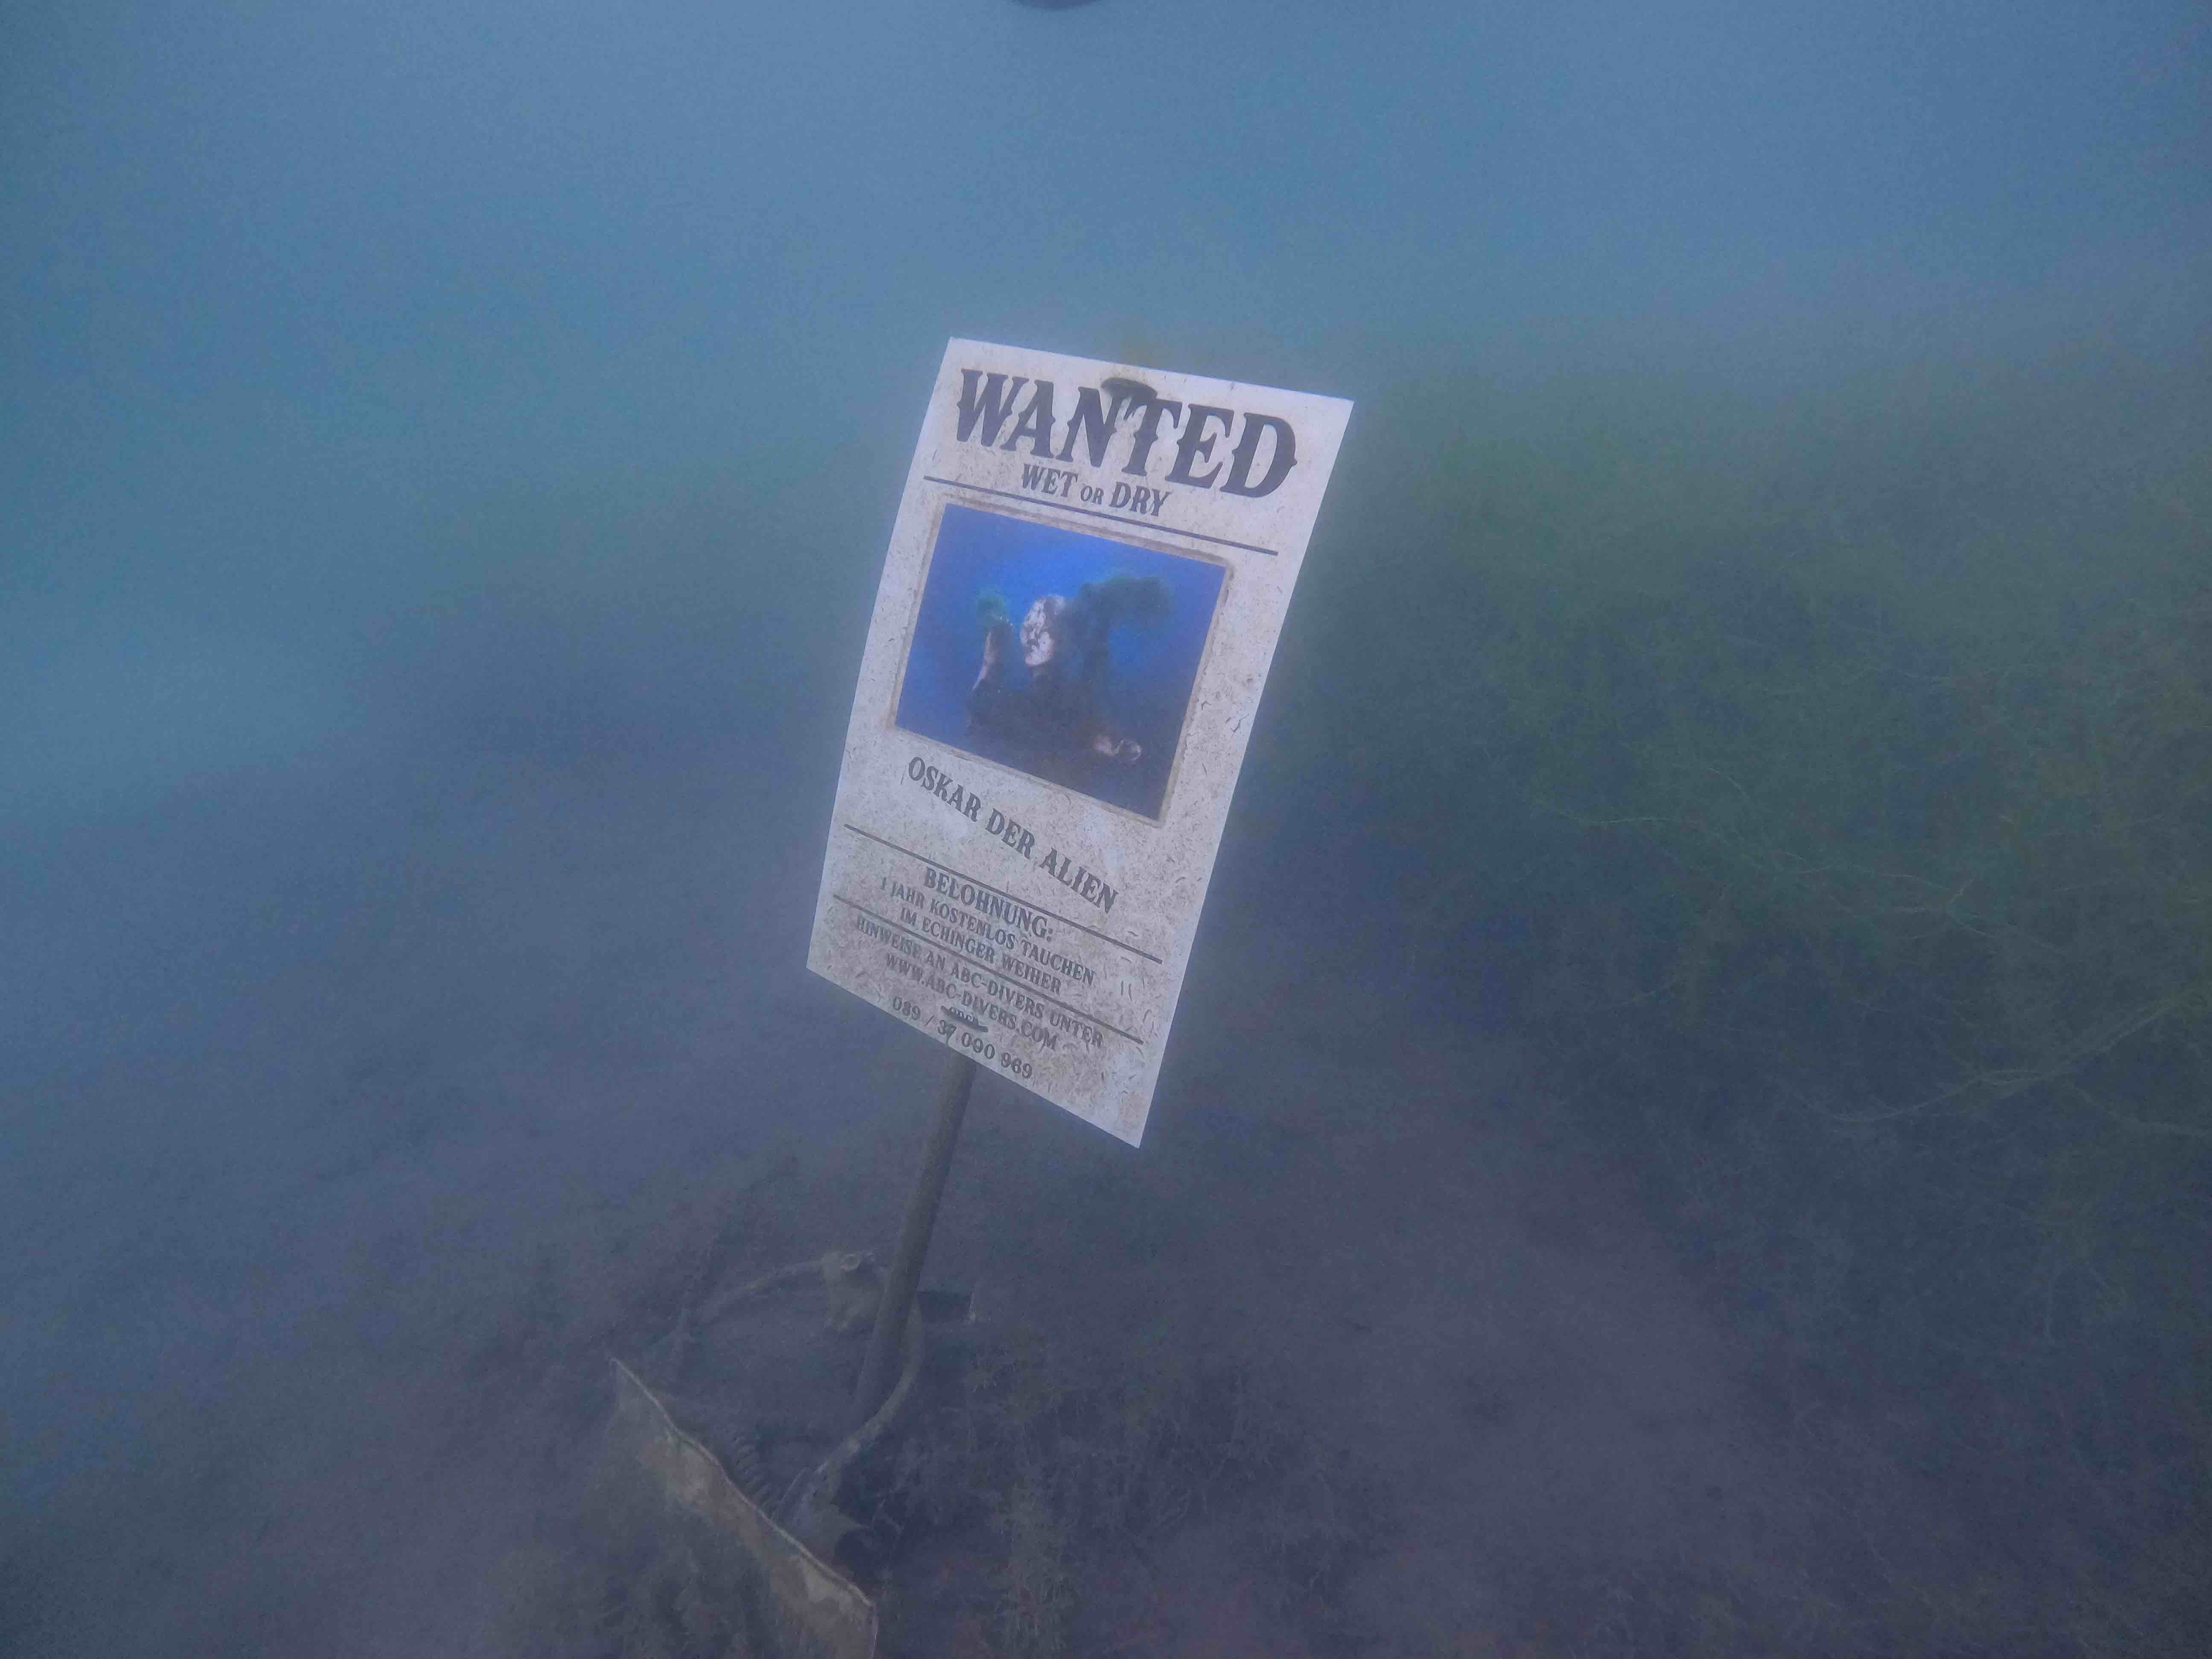 WANTED
WET OR DRY
OSKAR DER ALIEN
BELOHNUNG:
1 JAHR KOSTENLOS TAUCHEN
IM ECHINGER WEIHER
HINWEISE AN ABC-DIVERS UNTER
WWW.ABC-DIVERS.COM
089 / 37 090 969